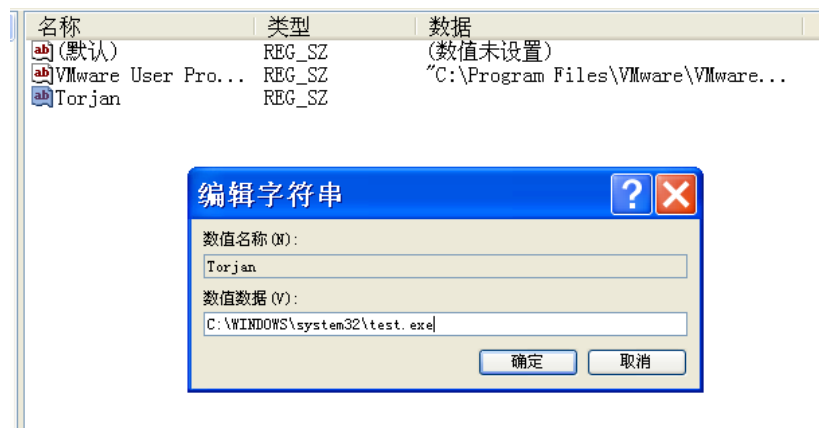 名称 类型 数据
(默认) REG_SZ (数值未设置)
VMware User Pro... REG_SZ "C:\Program Files\VMware\VMware...
Torjan REG_SZ
编辑字符串
数值名称(N):
Torjan
数值数据(V):
C:\WINDOWS\system32\test.exe
确定 取消